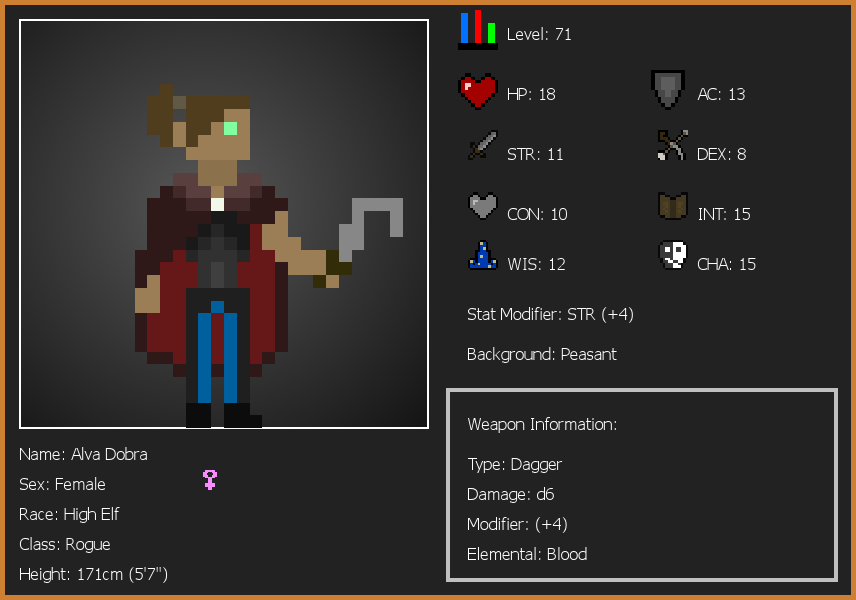 Level: 71
HP: 18
AC: 13
STR: 11
DEX: 8
CON: 10
INT: 15
WIS: 12
CHA: 15
Stat Modifier: STR (+4)
Background: Peasant
Weapon Information:
Type: Dagger
Damage: d6
Modifier: (+4)
Elemental: Blood
Name: Alva Dobra
Sex: Female
Race: High Elf
Class: Rogue
Height: 171cm (5'7")